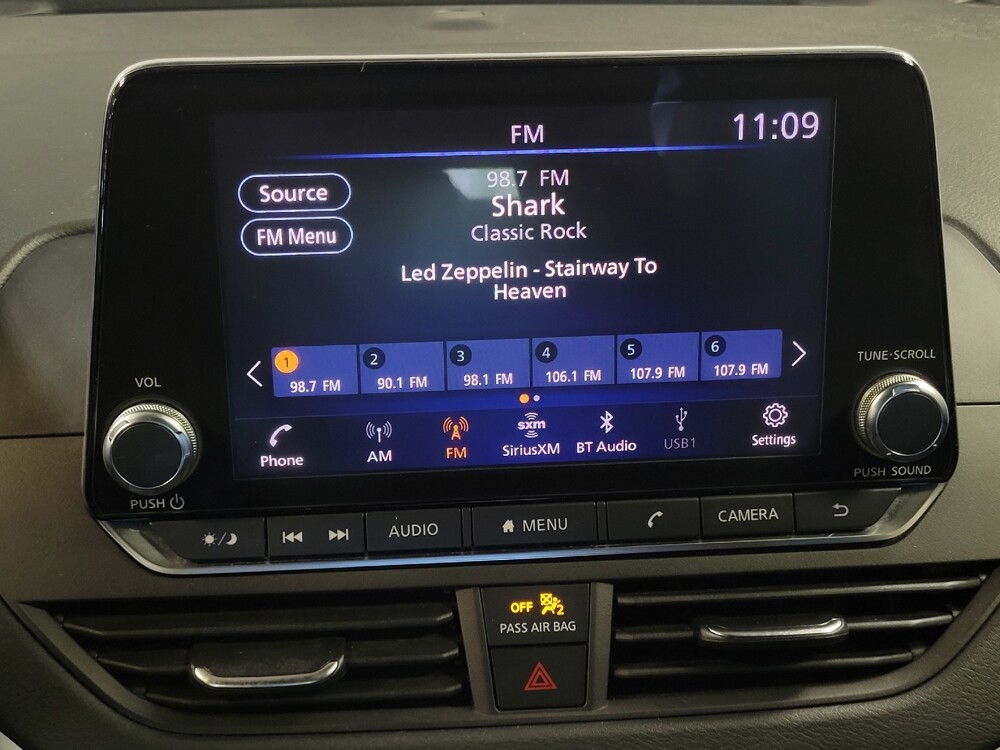 FM
11:09
Source
FM Menu
98.7 FM
Shark
Classic Rock
Led Zeppelin - Stairway To
Heaven
1 98.7 FM
2 90.1 FM
3 98.1 FM
4 106.1 FM
5 107.9 FM
6 107.9 FM
Phone
AM
FM
sxm
SiriusXM
BT Audio
USB1
Settings
VOL
PUSH
TUNE·SCROLL
PUSH SOUND
AUDIO
MENU
CAMERA
OFF 2
PASS AIR BAG